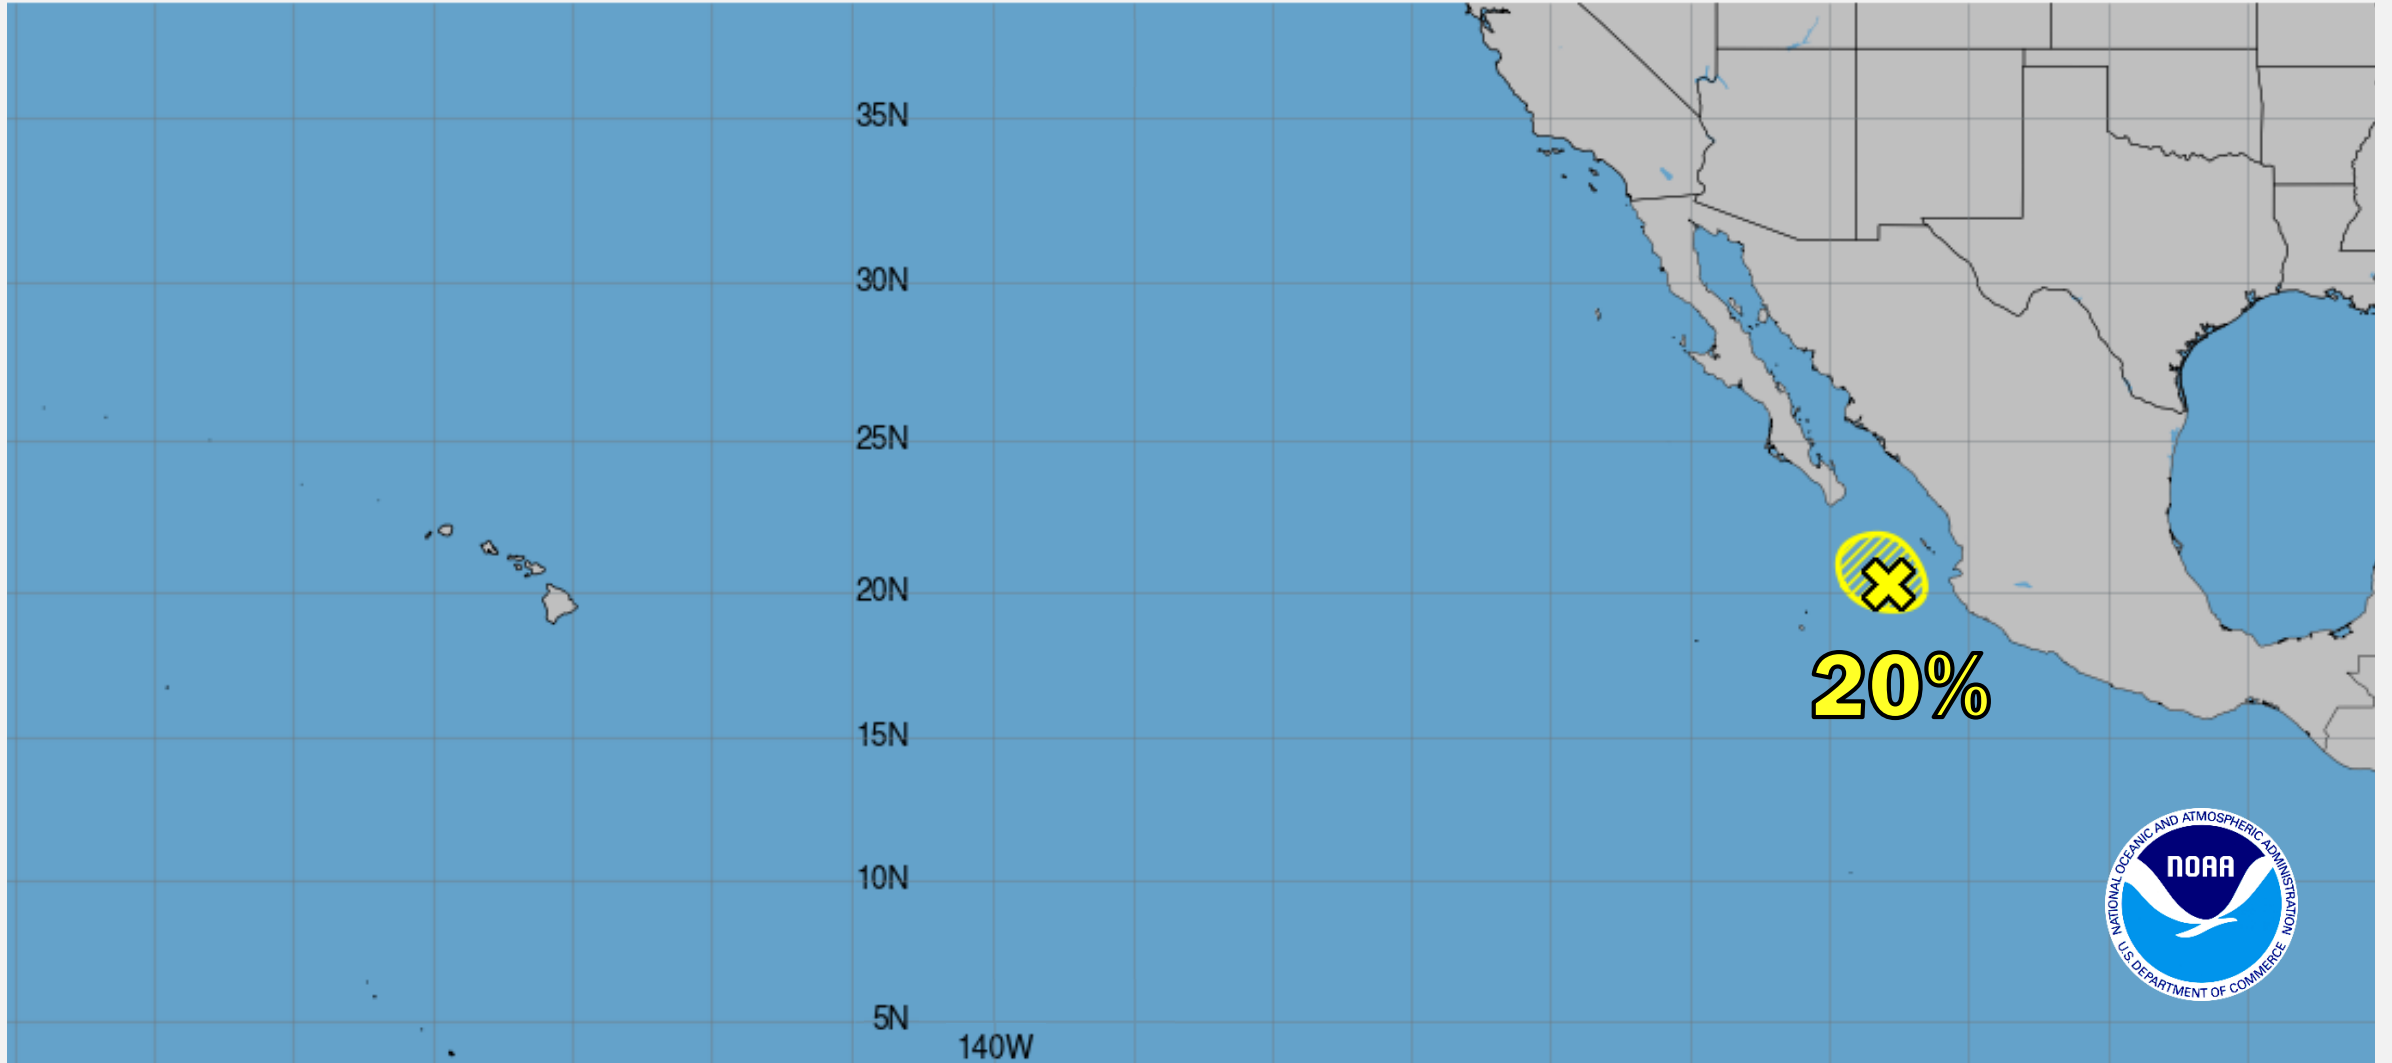 35N
30N
25N
20N
20%
15N
10N
5N
140W
NOAA
NATIONAL OCEANIC AND ATMOSPHERIC ADMINISTRATION
U.S. DEPARTMENT OF COMMERCE